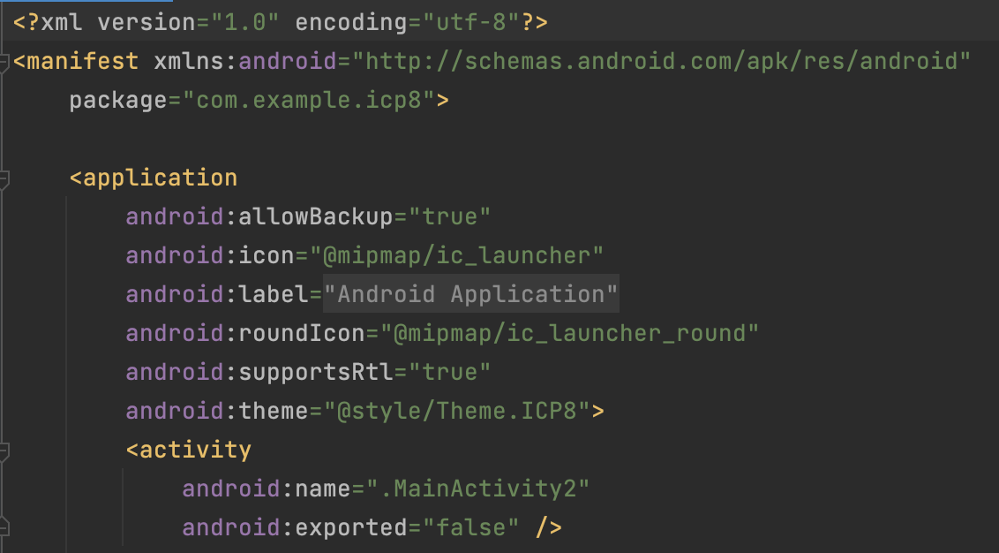 <?xml version="1.0" encoding="utf-8"?>
<manifest xmlns:android="http://schemas.android.com/apk/res/android"
    package="com.example.icp8">

    <application
        android:allowBackup="true"
        android:icon="@mipmap/ic_launcher"
        android:label="Android Application"
        android:roundIcon="@mipmap/ic_launcher_round"
        android:supportsRtl="true"
        android:theme="@style/Theme.ICP8">
        <activity
            android:name=".MainActivity2"
            android:exported="false" />